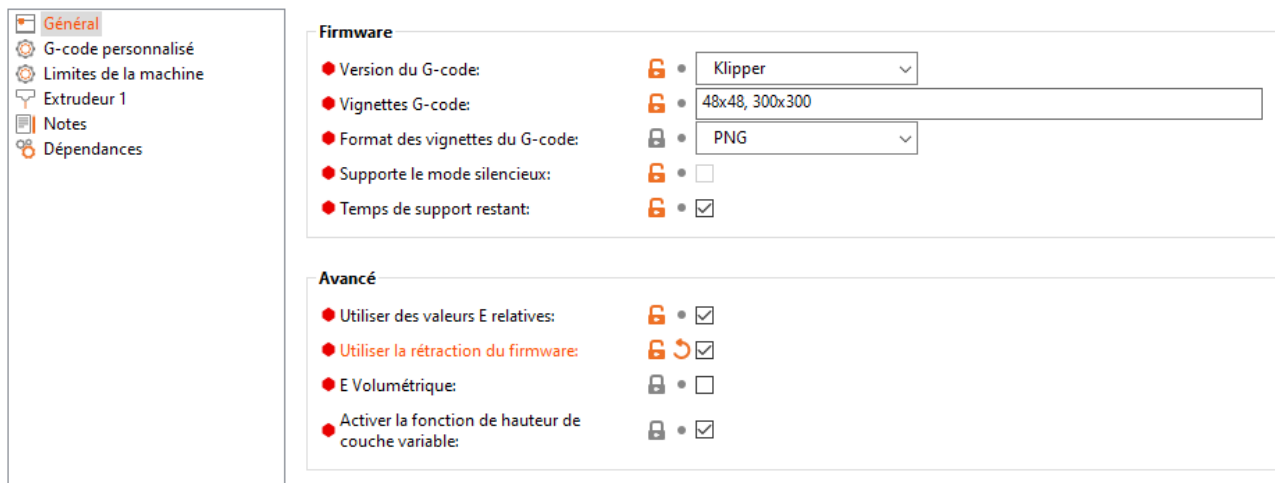 Général
G-code personnalisé
Limites de la machine
Extrudeur 1
Notes
Dépendances
Firmware
Version du G-code: Klipper
Vignettes G-code: 48x48, 300x300
Format des vignettes du G-code: PNG
Supporte le mode silencieux:
Temps de support restant:
Avancé
Utiliser des valeurs E relatives:
Utiliser la rétraction du firmware:
E Volumétrique:
Activer la fonction de hauteur de
couche variable: